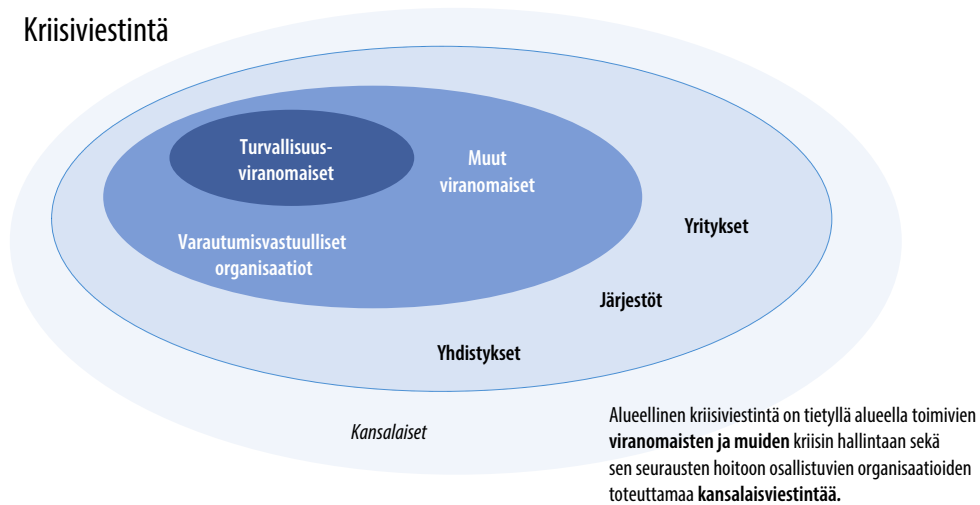 Kriisiviestintä
Turvallisuus-
viranomaiset
Muut
viranomaiset
Varautumisvastuulliset
organisaatiot
Yritykset
Järjestöt
Yhdistykset
Kansalaiset
Alueellinen kriisiviestintä on tietyllä alueella toimivien
viranomaisten ja muiden kriisin hallintaan sekä
sen seurausten hoitoon osallistuvien organisaatioiden
toteuttamaa kansalaisviestintää.